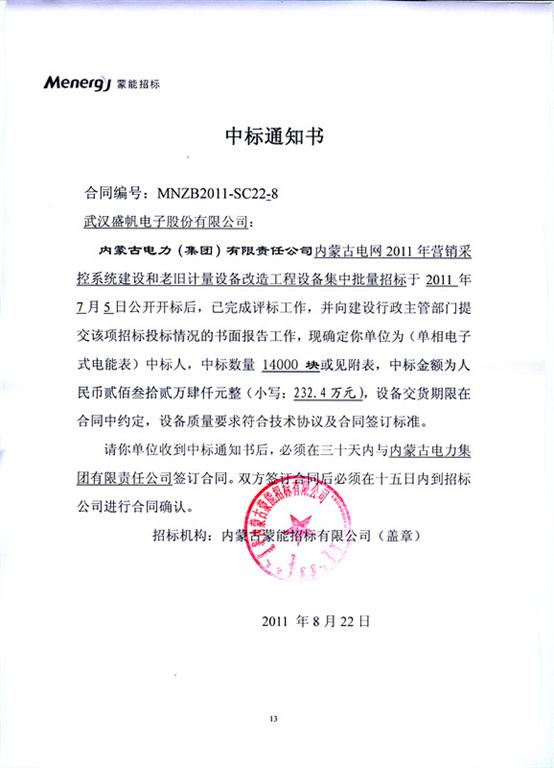 Menergy 蒙能招标
中标通知书
合同编号：MNZB2011-SC22-8
武汉盛帆电子股份有限公司：
内蒙古电力（集团）有限责任公司内蒙古电网 2011 年营销采
控系统建设和老旧计量设备改造工程设备集中批量招标于 2011 年
7 月 5 日公开开标后，已完成评标工作，并向建设行政主管部门提
交该项招标投标情况的书面报告工作，现确定你单位为（单相电子
式电能表）中标人，中标数量 14000 块或见附表，中标金额为人
民币贰佰叁拾贰万肆仟元整（小写：232.4 万元），设备交货期限在
合同中约定，设备质量要求符合技术协议及合同签订标准。
请你单位收到中标通知书后，必须在三十天内与内蒙古电力集
团有限责任公司签订合同。双方签订合同后必须在十五日内到招标
公司进行合同确认。
招标机构：内蒙古蒙能招标有限公司（盖章）
内蒙古蒙能招标有限公司
2011 年 8 月 22 日
13